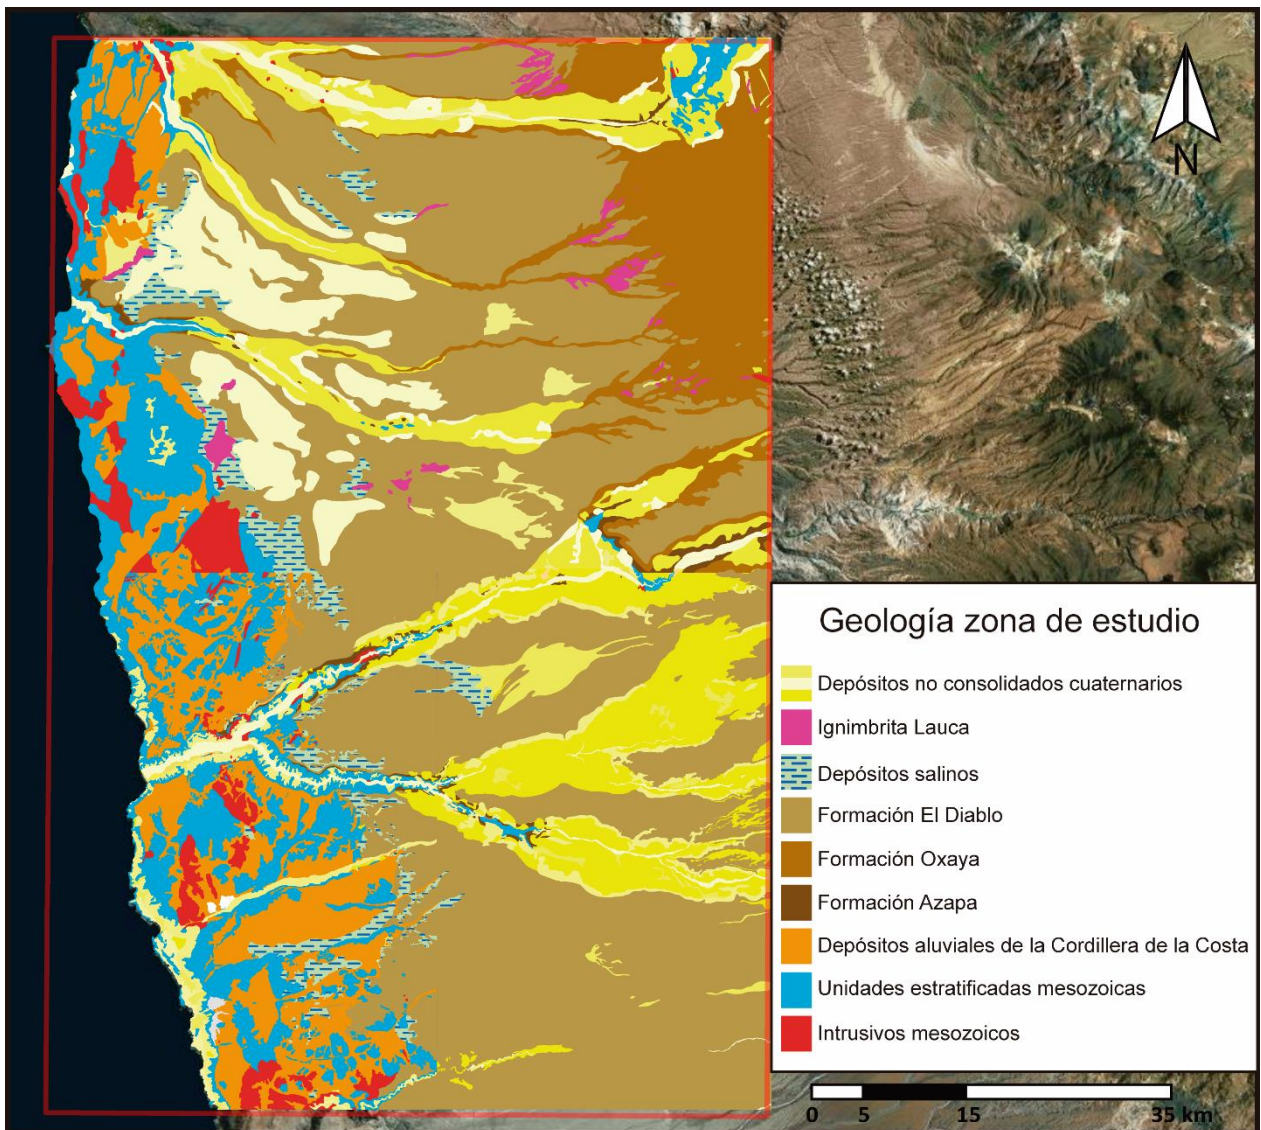 N
Geología zona de estudio
Depósitos no consolidados cuaternarios
Ignimbrita Lauca
Depósitos salinos
Formación El Diablo
Formación Oxaya
Formación Azapa
Depósitos aluviales de la Cordillera de la Costa
Unidades estratificadas mesozoicas
Intrusivos mesozoicos
0 5 15 35 km